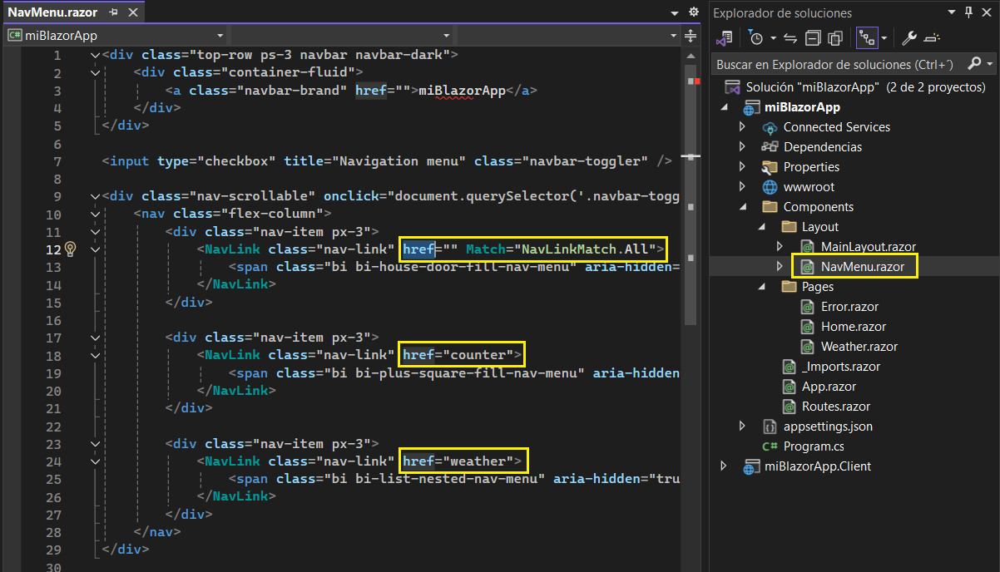 NavMenu.razor
miBlazorApp
1 <div class="top-row ps-3 navbar navbar-dark">
2 <div class="container-fluid">
3 <a class="navbar-brand" href="">miBlazorApp</a>
4 </div>
5 </div>
6
7 <input type="checkbox" title="Navigation menu" class="navbar-toggler" />
8
9 <div class="nav-scrollable" onclick="document.querySelector('.navbar-togg
10 <nav class="flex-column">
11 <div class="nav-item px-3">
12 <NavLink class="nav-link" href="" Match="NavLinkMatch.All">
13 <span class="bi bi-house-door-fill-nav-menu" aria-hidden=
14 </NavLink>
15 </div>
16
17 <div class="nav-item px-3">
18 <NavLink class="nav-link" href="counter">
19 <span class="bi bi-plus-square-fill-nav-menu" aria-hidden
20 </NavLink>
21 </div>
22
23 <div class="nav-item px-3">
24 <NavLink class="nav-link" href="weather">
25 <span class="bi bi-list-nested-nav-menu" aria-hidden="tru
26 </NavLink>
27 </div>
28 </nav>
29 </div>
30
Explorador de soluciones
Buscar en Explorador de soluciones (Ctrl+´)
Solución "miBlazorApp" (2 de 2 proyectos)
miBlazorApp
Connected Services
Dependencias
Properties
wwwroot
Components
Layout
MainLayout.razor
NavMenu.razor
Pages
Error.razor
Home.razor
Weather.razor
_Imports.razor
App.razor
Routes.razor
appsettings.json
C# Program.cs
miBlazorApp.Client